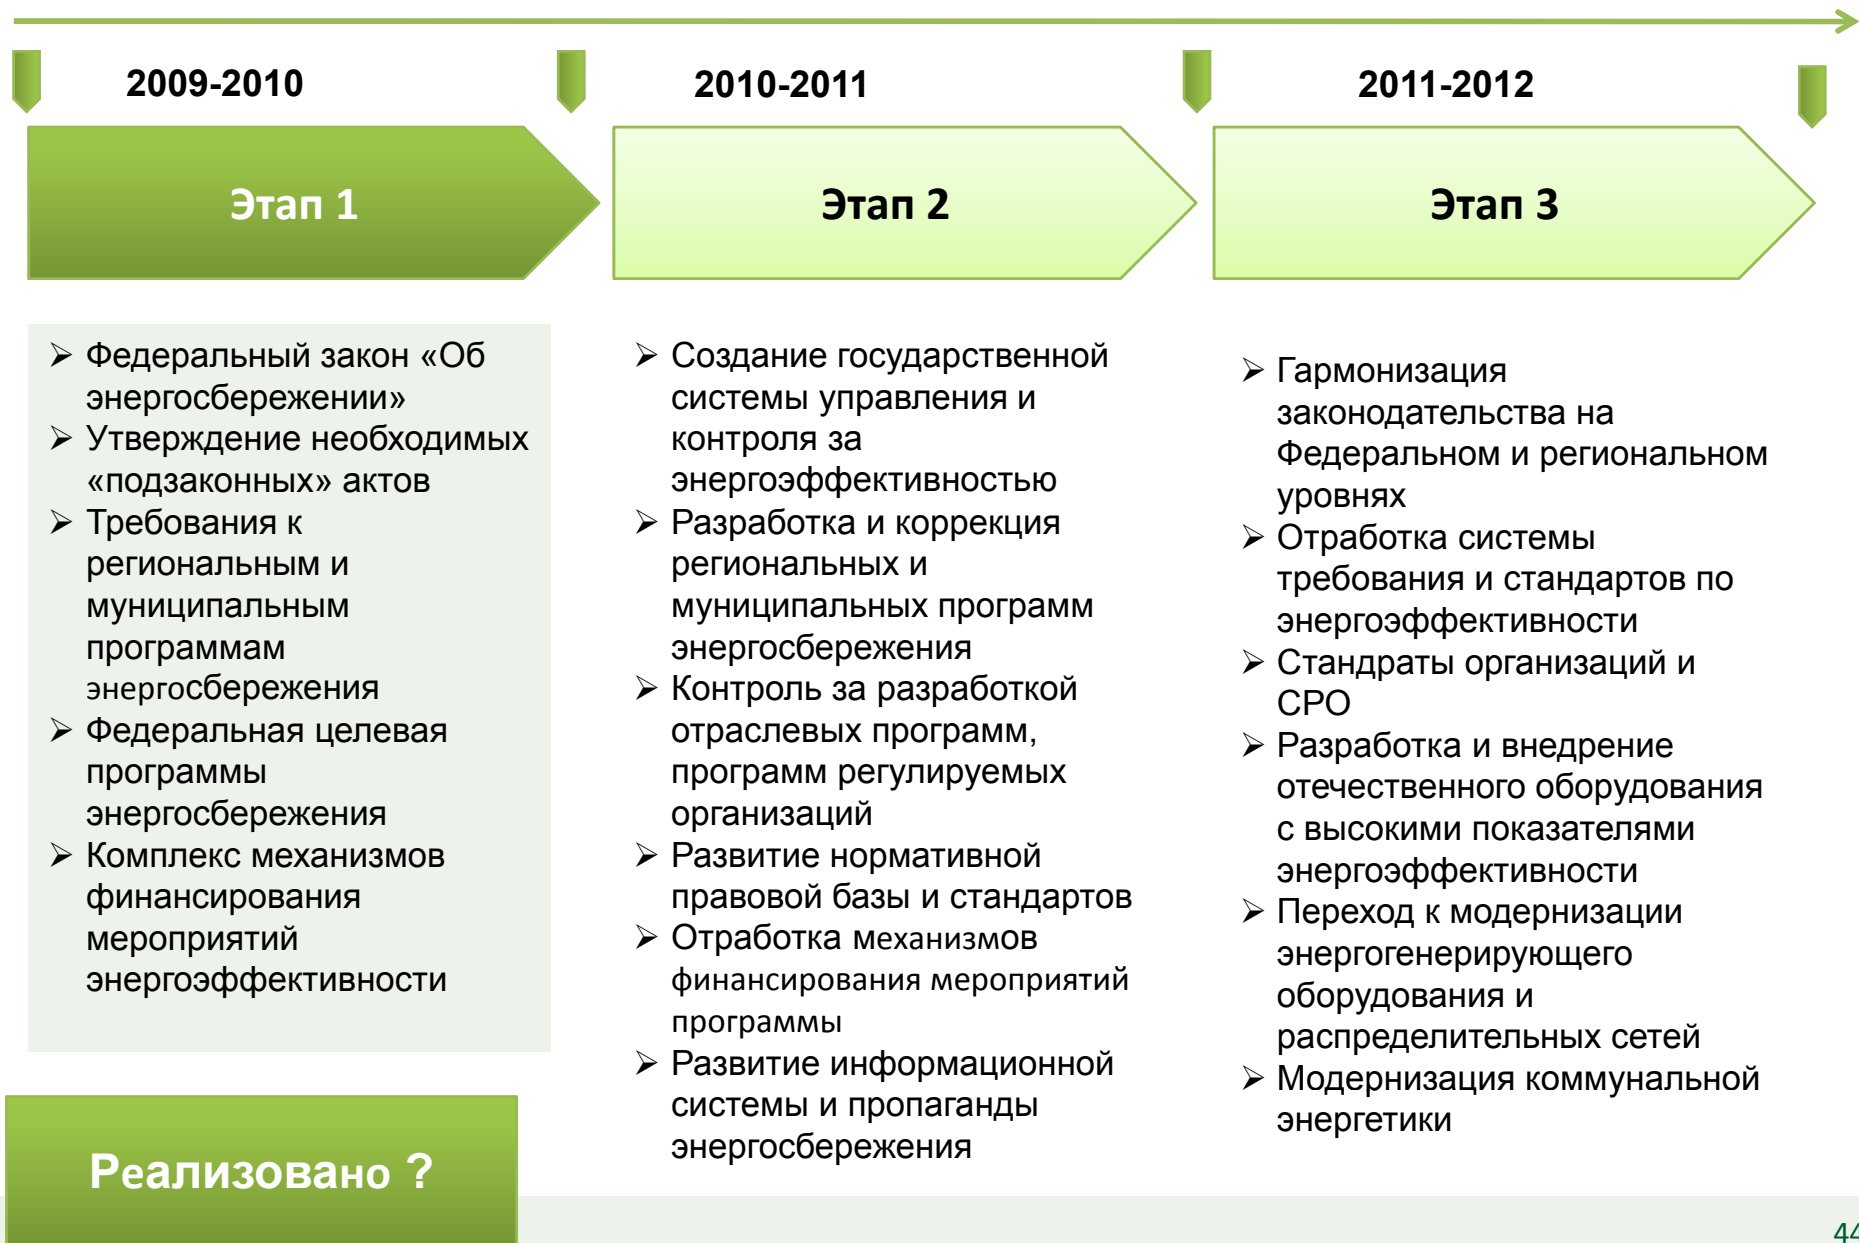 2009-2010
2010-2011
2011-2012
Этап 1
Этап 2
Этап 3
➢ Федеральный закон «Об
энергосбережении»
➢ Утверждение необходимых
«подзаконных» актов
➢ Требования к
региональным и
муниципальным
программам
энергосбережения
➢ Федеральная целевая
программы
энергосбережения
➢ Комплекс механизмов
финансирования
мероприятий
энергоэффективности
Реализовано ?
➢ Создание государственной
системы управления и
контроля за
энергоэффективностью
➢ Разработка и коррекция
региональных и
муниципальных программ
энергосбережения
➢ Контроль за разработкой
отраслевых программ,
программ регулируемых
организаций
➢ Развитие нормативной
правовой базы и стандартов
➢ Отработка механизмов
финансирования мероприятий
программы
➢ Развитие информационной
системы и пропаганды
энергосбережения
➢ Гармонизация
законодательства на
Федеральном и региональном
уровнях
➢ Отработка системы
требования и стандартов по
энергоэффективности
➢ Стандраты организаций и
СРО
➢ Разработка и внедрение
отечественного оборудования
с высокими показателями
энергоэффективности
➢ Переход к модернизации
энергогенерирующего
оборудования и
распределительных сетей
➢ Модернизация коммунальной
энергетики
44